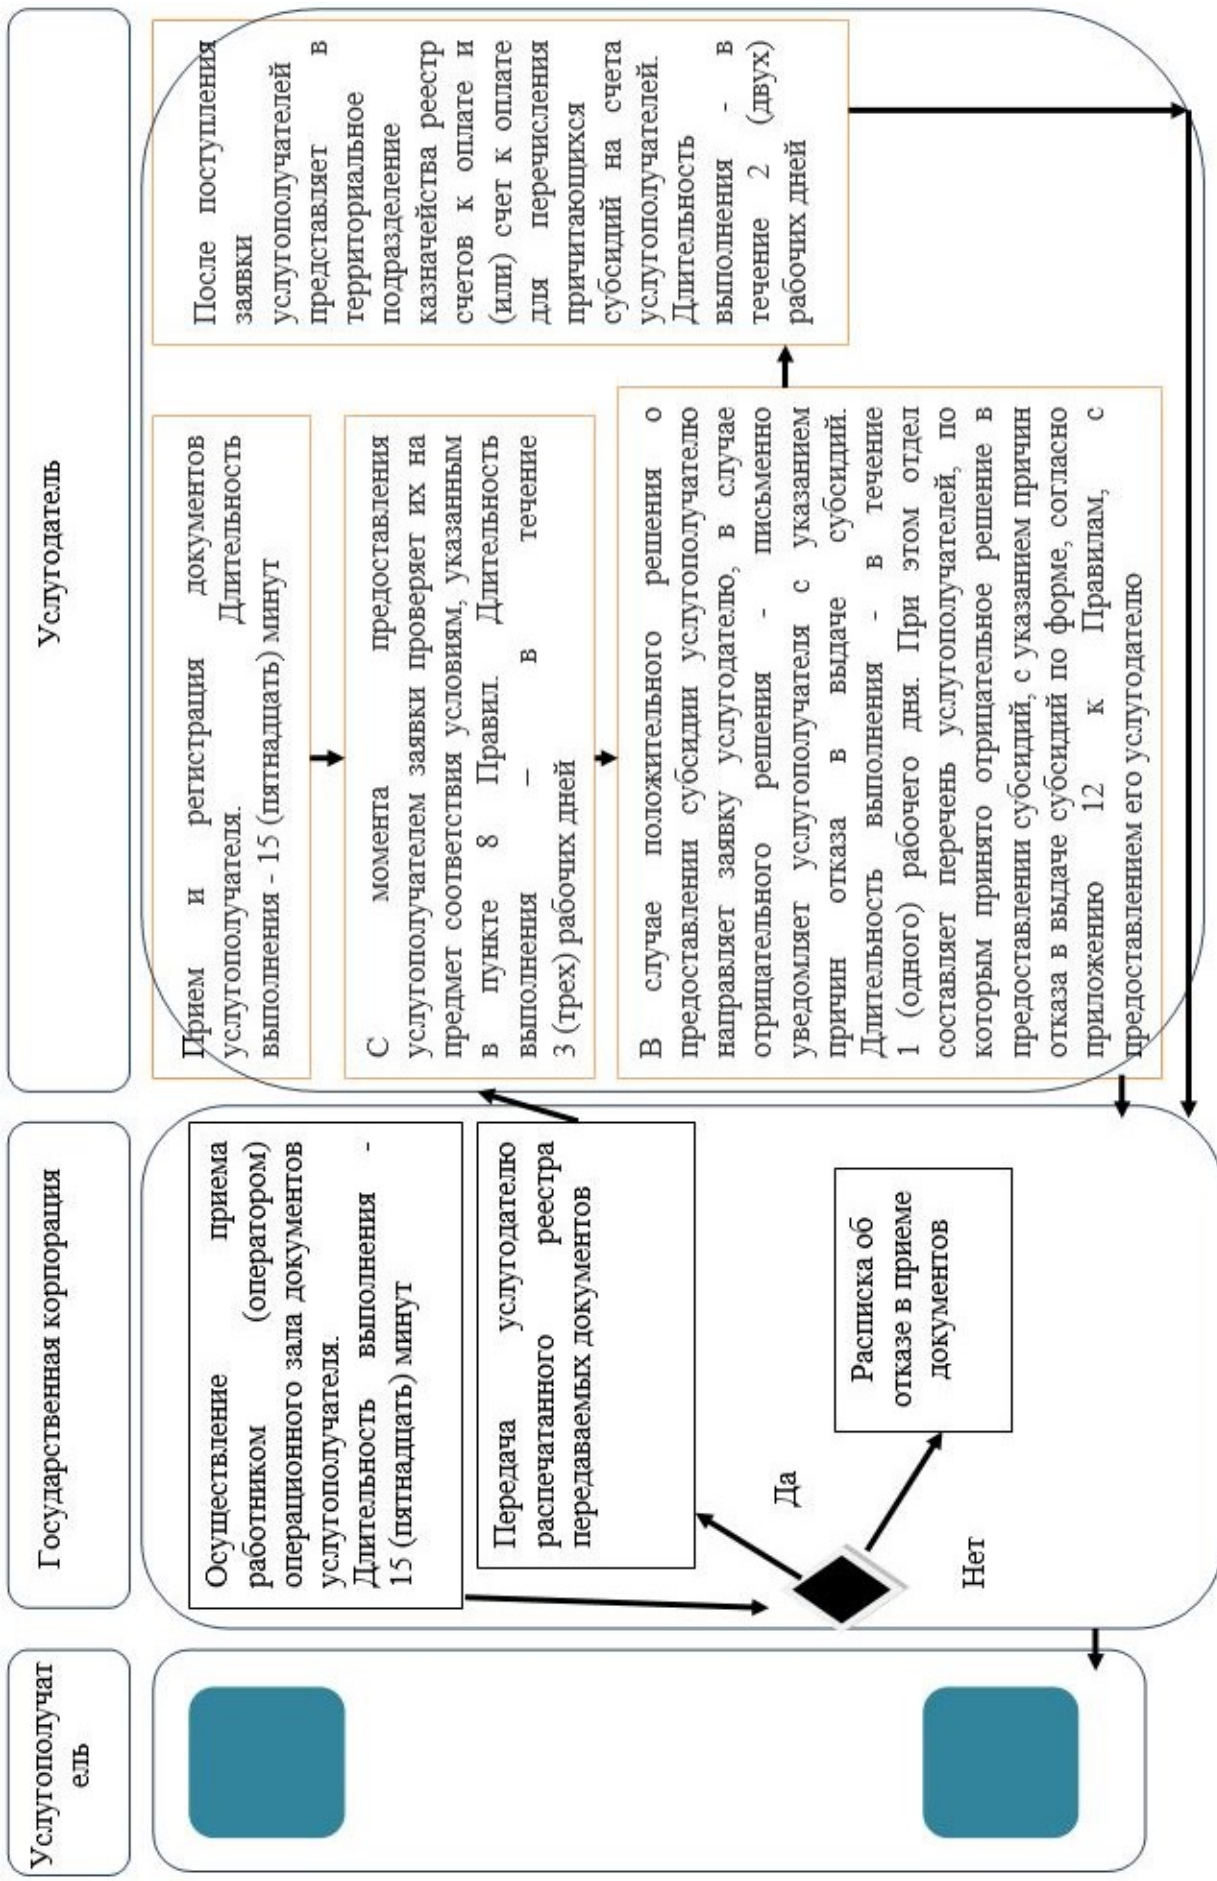 Услугополучат
ель
Государственная корпорация
Услугодатель
Осуществление приема
работником (оператором)
операционного зала документов
услугополучателя.
Длительность выполнения -
15 (пятнадцать) минут
Передача услугодателю
распечатанного реестра
передаваемых документов
Да
Нет
Расписка об
отказе в приеме
документов
Прием и регистрация документов
услугополучателя. Длительность
выполнения - 15 (пятнадцать) минут
С момента предоставления
услугополучателем заявки проверяет их на
предмет соответствия условиям, указанным
в пункте 8 Правил. Длительность
выполнения – в течение
3 (трех) рабочих дней
В случае положительного решения о
предоставлении субсидии услугополучателю
направляет заявку услугодателю, в случае
отрицательного решения - письменно
уведомляет услугополучателя с указанием
причин отказа в выдаче субсидий.
Длительность выполнения - в течение
1 (одного) рабочего дня. При этом отдел
составляет перечень услугополучателей, по
которым принято отрицательное решение в
предоставлении субсидий, с указанием причин
отказа в выдаче субсидий по форме, согласно
приложению 12 к Правилам, с
предоставлением его услугодателю
После поступления
заявки
услугополучателей
представляет в
территориальное
подразделение
казначейства реестр
счетов к оплате и
(или) счет к оплате
для перечисления
причитающихся
субсидий на счета
услугополучателей.
Длительность
выполнения - в
течение 2 (двух)
рабочих дней